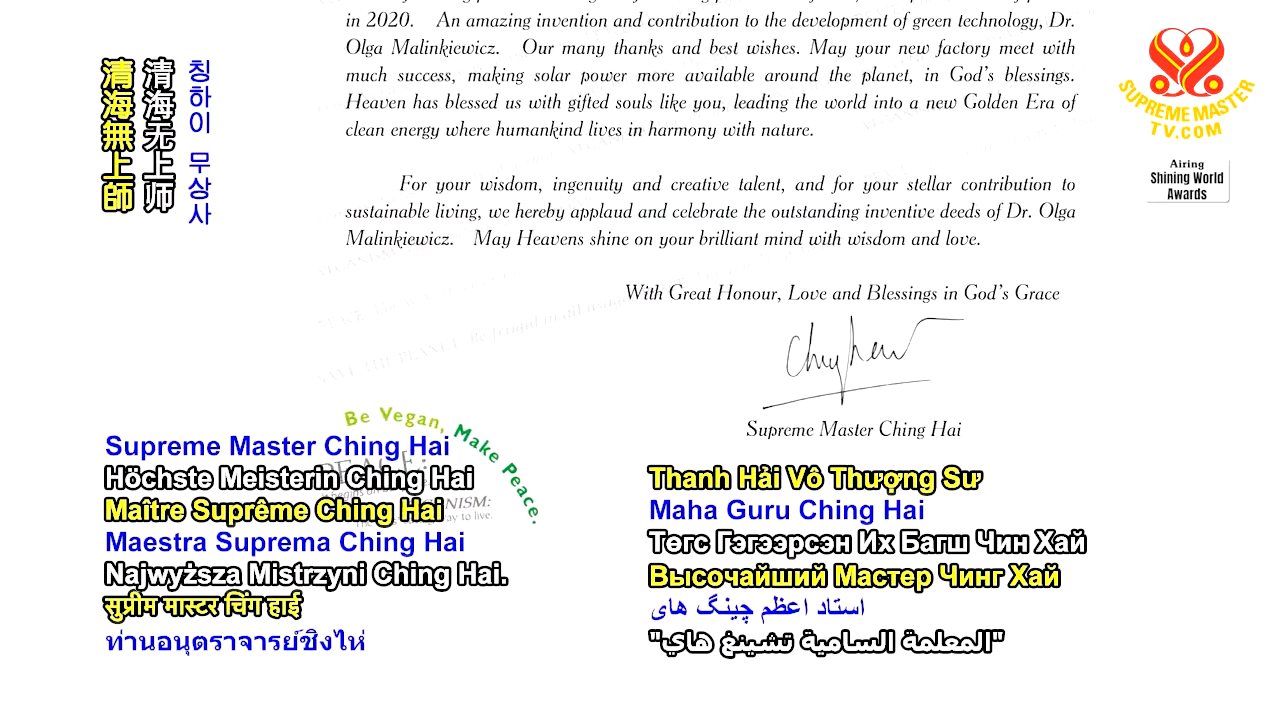 in 2020. An amazing invention and contribution to the development of green technology, Dr.
Olga Malinkiewicz. Our many thanks and best wishes. May your new factory meet with
much success, making solar power more available around the planet, in God's blessings.
Heaven has blessed us with gifted souls like you, leading the world into a new Golden Era of
clean energy where humankind lives in harmony with nature.
For your wisdom, ingenuity and creative talent, and for your stellar contribution to
sustainable living, we hereby applaud and celebrate the outstanding inventive deeds of Dr. Olga
Malinkiewicz. May Heavens shine on your brilliant mind with wisdom and love.
With Great Honour, Love and Blessings in God's Grace
Supreme Master Ching Hai
清海無上師
清海无上师
칭하이 무상사
SUPREME MASTER
TV.COM
Airing
Shining World
Awards
Be Vegan, Make Peace.
PEACE:
Supreme Master Ching Hai
Höchste Meisterin Ching Hai
Maître Suprême Ching Hai
Maestra Suprema Ching Hai
Najwyższa Mistrzyni Ching Hai.
सुप्रीम मास्टर चिंग हाई
ท่านอนุตราจารย์ชิงไห่
Thanh Hải Vô Thượng Sư
Maha Guru Ching Hai
Төгс Гэгээрсэн Их Багш Чин Хай
Высочайший Мастер Чинг Хай
استاد اعظم چینگ های
"المعلمة السامية تشينغ هاي"